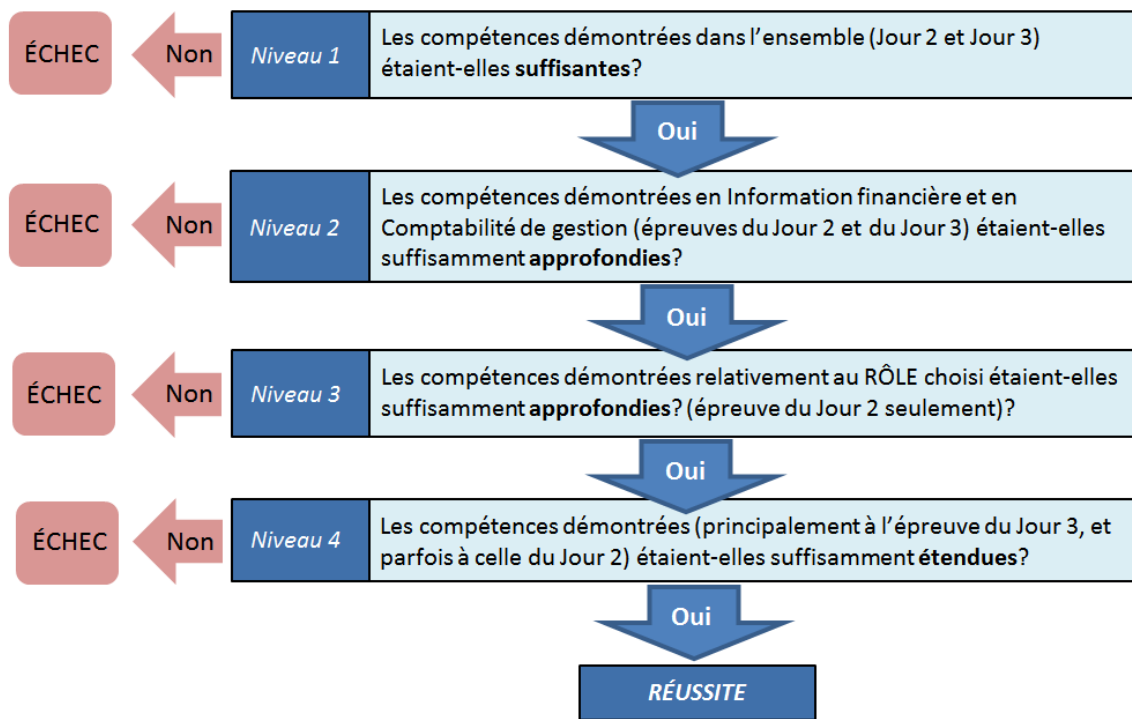 ÉCHEC
Non
Niveau 1
Les compétences démontrées dans l'ensemble (Jour 2 et Jour 3)
étaient-elles suffisantes?
Oui
ÉCHEC
Non
Niveau 2
Les compétences démontrées en Information financière et en
Comptabilité de gestion (épreuves du Jour 2 et du Jour 3) étaient-elles
suffisamment approfondies?
Oui
ÉCHEC
Non
Niveau 3
Les compétences démontrées relativement au RÔLE choisi étaient-elles
suffisamment approfondies? (épreuve du Jour 2 seulement)?
Oui
ÉCHEC
Non
Niveau 4
Les compétences démontrées (principalement à l'épreuve du Jour 3, et
parfois à celle du Jour 2) étaient-elles suffisamment étendues?
Oui
RÉUSSITE